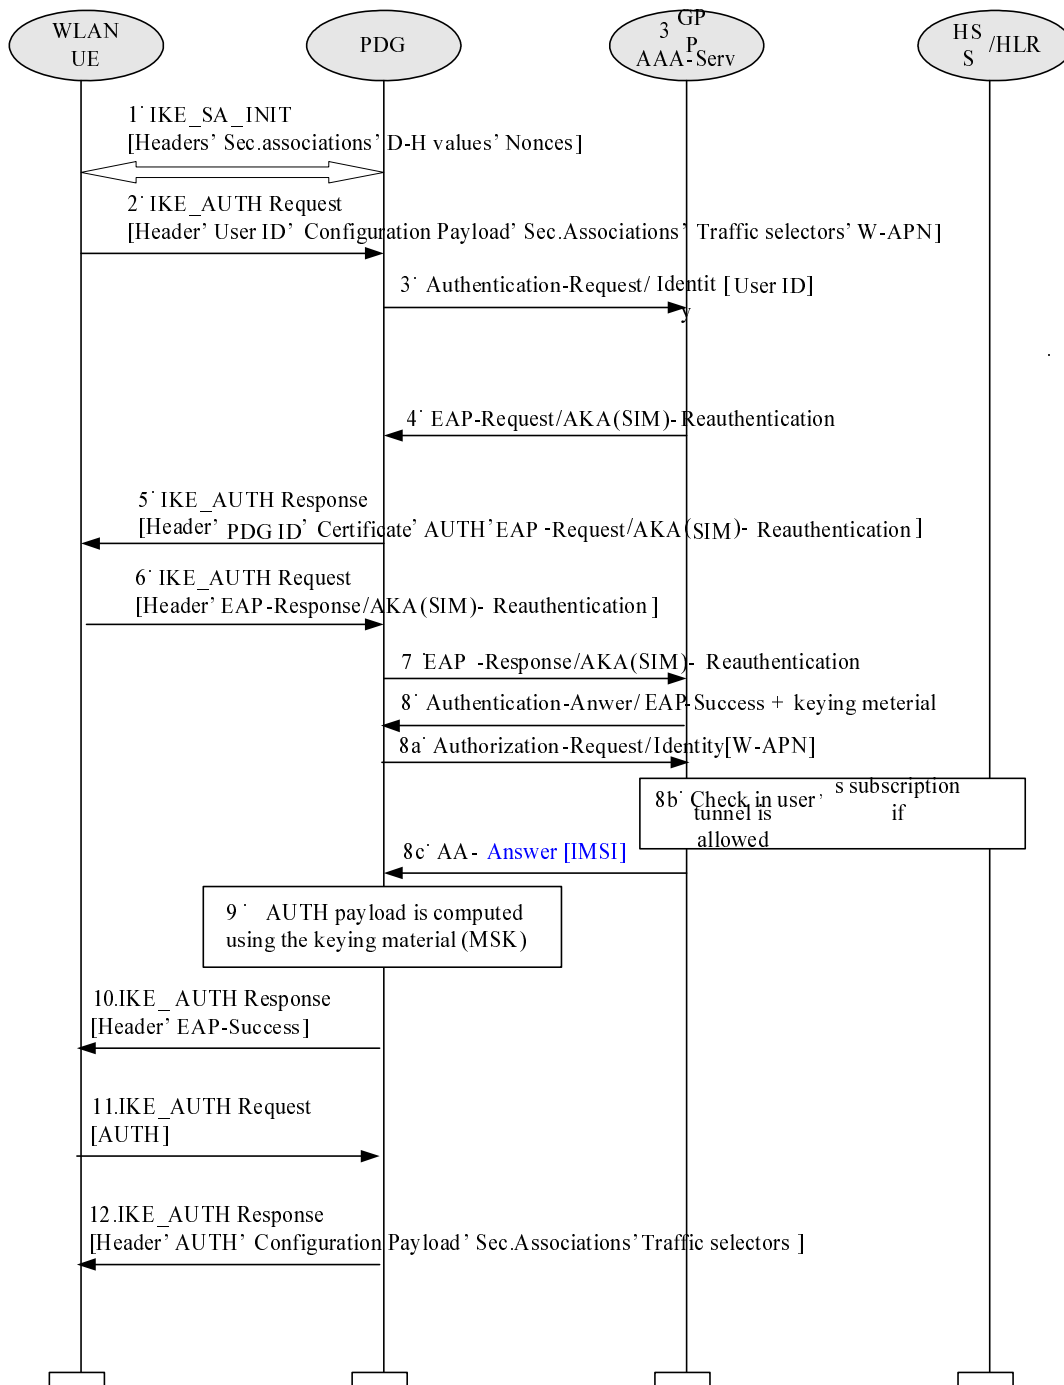 WLAN
UE
PDG
3 GP
P
AAA-Serv
HS
S /HLR
1˙ IKE_SA_INIT
[Headers’ Sec.associations’ D-H values’ Nonces]
2˙ IKE_AUTH Request
[Header’ User ID’ Configuration Payload’ Sec.Associations’ Traffic selectors’ W-APN]
3˙ Authentication-Request/ Identit [User ID]
y
4˙ EAP-Request/AKA(SIM)-Reauthentication
5˙ IKE_AUTH Response
[Header’ PDG ID’ Certificate’ AUTH’EAP -Request/AKA(SIM)- Reauthentication ]
6˙ IKE_AUTH Request
[Header’ EAP-Response/AKA(SIM)- Reauthentication ]
7˙ EAP -Response/AKA(SIM)- Reauthentication
8˙ Authentication-Anwer/ EAP-Success + keying meterial
8a˙ Authorization-Request/Identity[W-APN]
8b˙ Check in user’ s subscription
tunnel is if
allowed
8c˙ AA- Answer [IMSI]
9˙ AUTH payload is computed
using the keying material (MSK)
10.IKE_ AUTH Response
[Header’ EAP-Success]
11.IKE_AUTH Request
[AUTH]
12.IKE_AUTH Response
[Header’ AUTH’ Configuration Payload’ Sec.Associations’ Traffic selectors ]